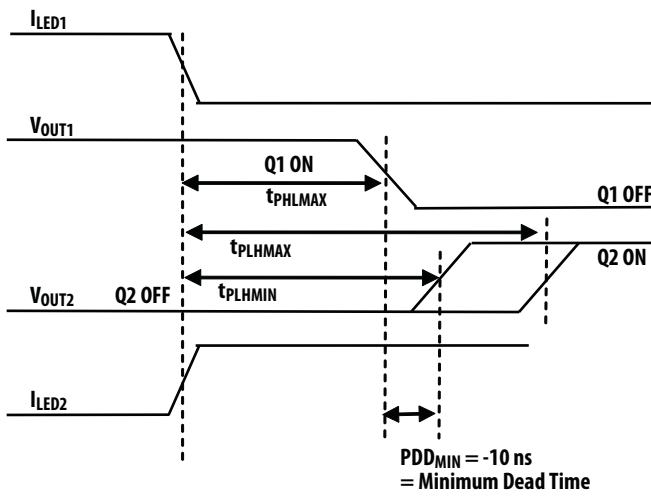 ILED1
VOUT1
Q1 ON
tPHLMAX
Q1 OFF
tPLHMAX
Q2 ON
tPLHMIN
VOUT2 Q2 OFF
ILED2
PDDMIN = -10 ns
= Minimum Dead Time